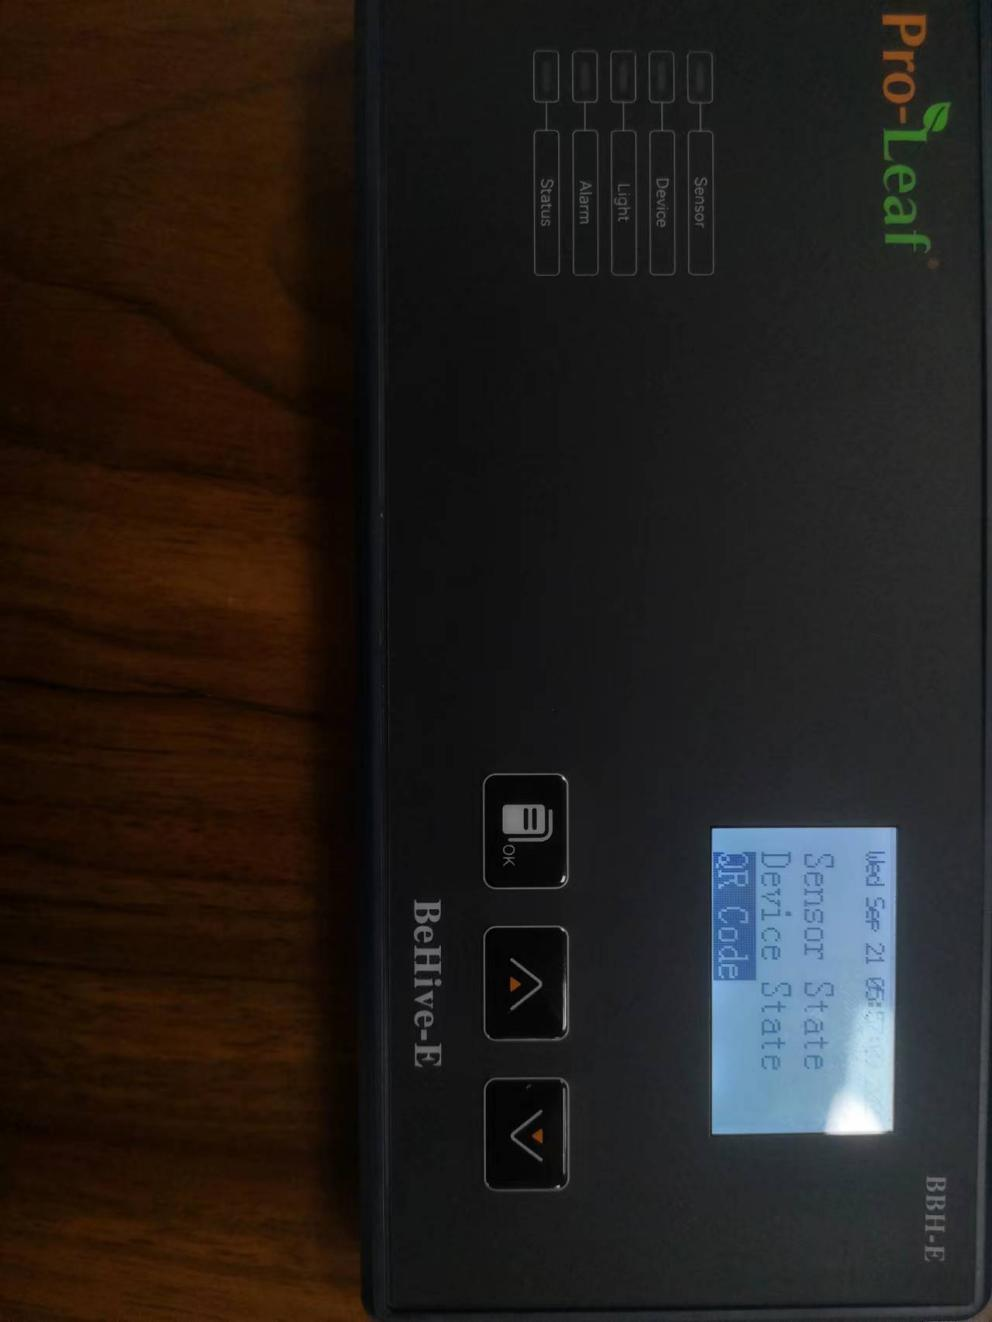 Pro-Leaf®
BBH-E
Wed Sep 21 05:
Sensor State
Device State
QR Code
Sensor
Device
Light
Alarm
Status
OK
BeHive-E